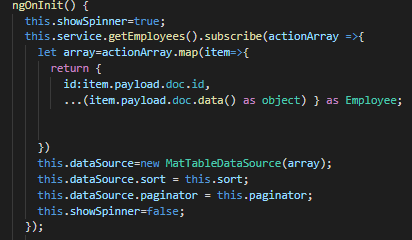 ngOnInit() {
this.showSpinner=true;
this.service.getEmployees().subscribe(actionArray =>{
let array=actionArray.map(item=>{
return {
id:item.payload.doc.id,
...(item.payload.doc.data() as object) } as Employee;
})
this.dataSource=new MatTableDataSource(array);
this.dataSource.sort = this.sort;
this.dataSource.paginator = this.paginator;
this.showSpinner=false;
});